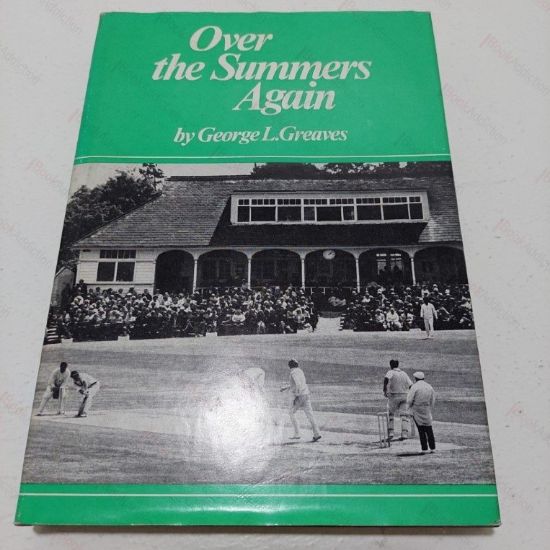 Over
the Summers
Again
by George L. Greaves